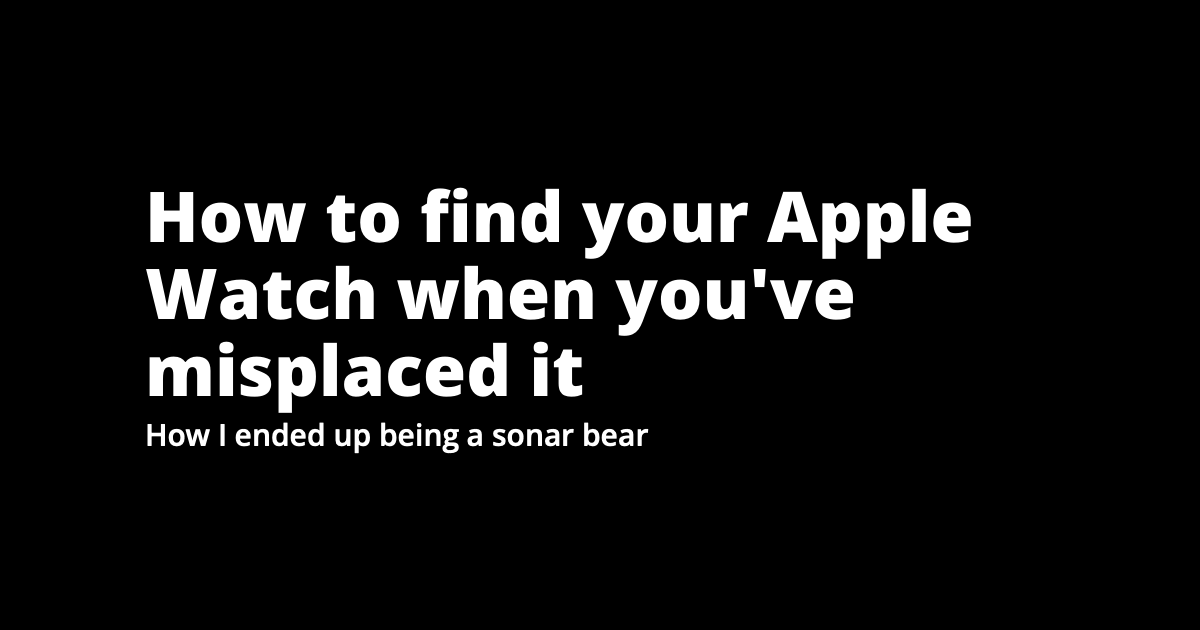 How to find your Apple
Watch when you've
misplaced it
How I ended up being a sonar bear